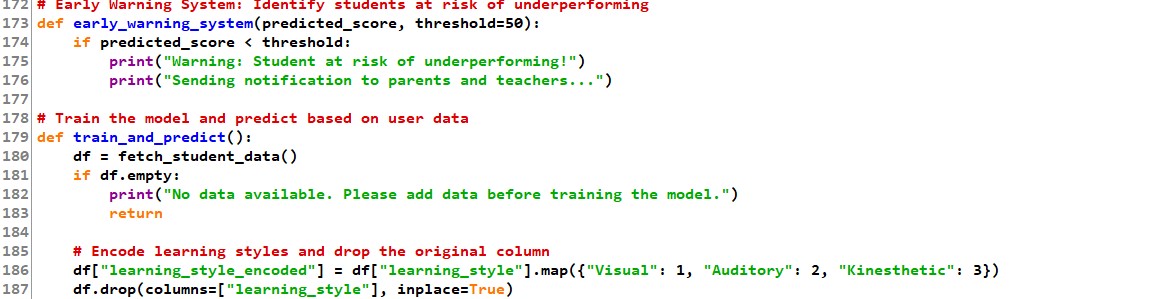 172 # Early Warning System: Identify students at risk of underperforming
173 def early_warning_system(predicted_score, threshold=50):
174     if predicted_score < threshold:
175         print("Warning: Student at risk of underperforming!")
176         print("Sending notification to parents and teachers...")
177
178 # Train the model and predict based on user data
179 def train_and_predict():
180     df = fetch_student_data()
181     if df.empty:
182         print("No data available. Please add data before training the model.")
183         return
184
185     # Encode learning styles and drop the original column
186     df["learning_style_encoded"] = df["learning_style"].map({"Visual": 1, "Auditory": 2, "Kinesthetic": 3})
187     df.drop(columns=["learning_style"], inplace=True)